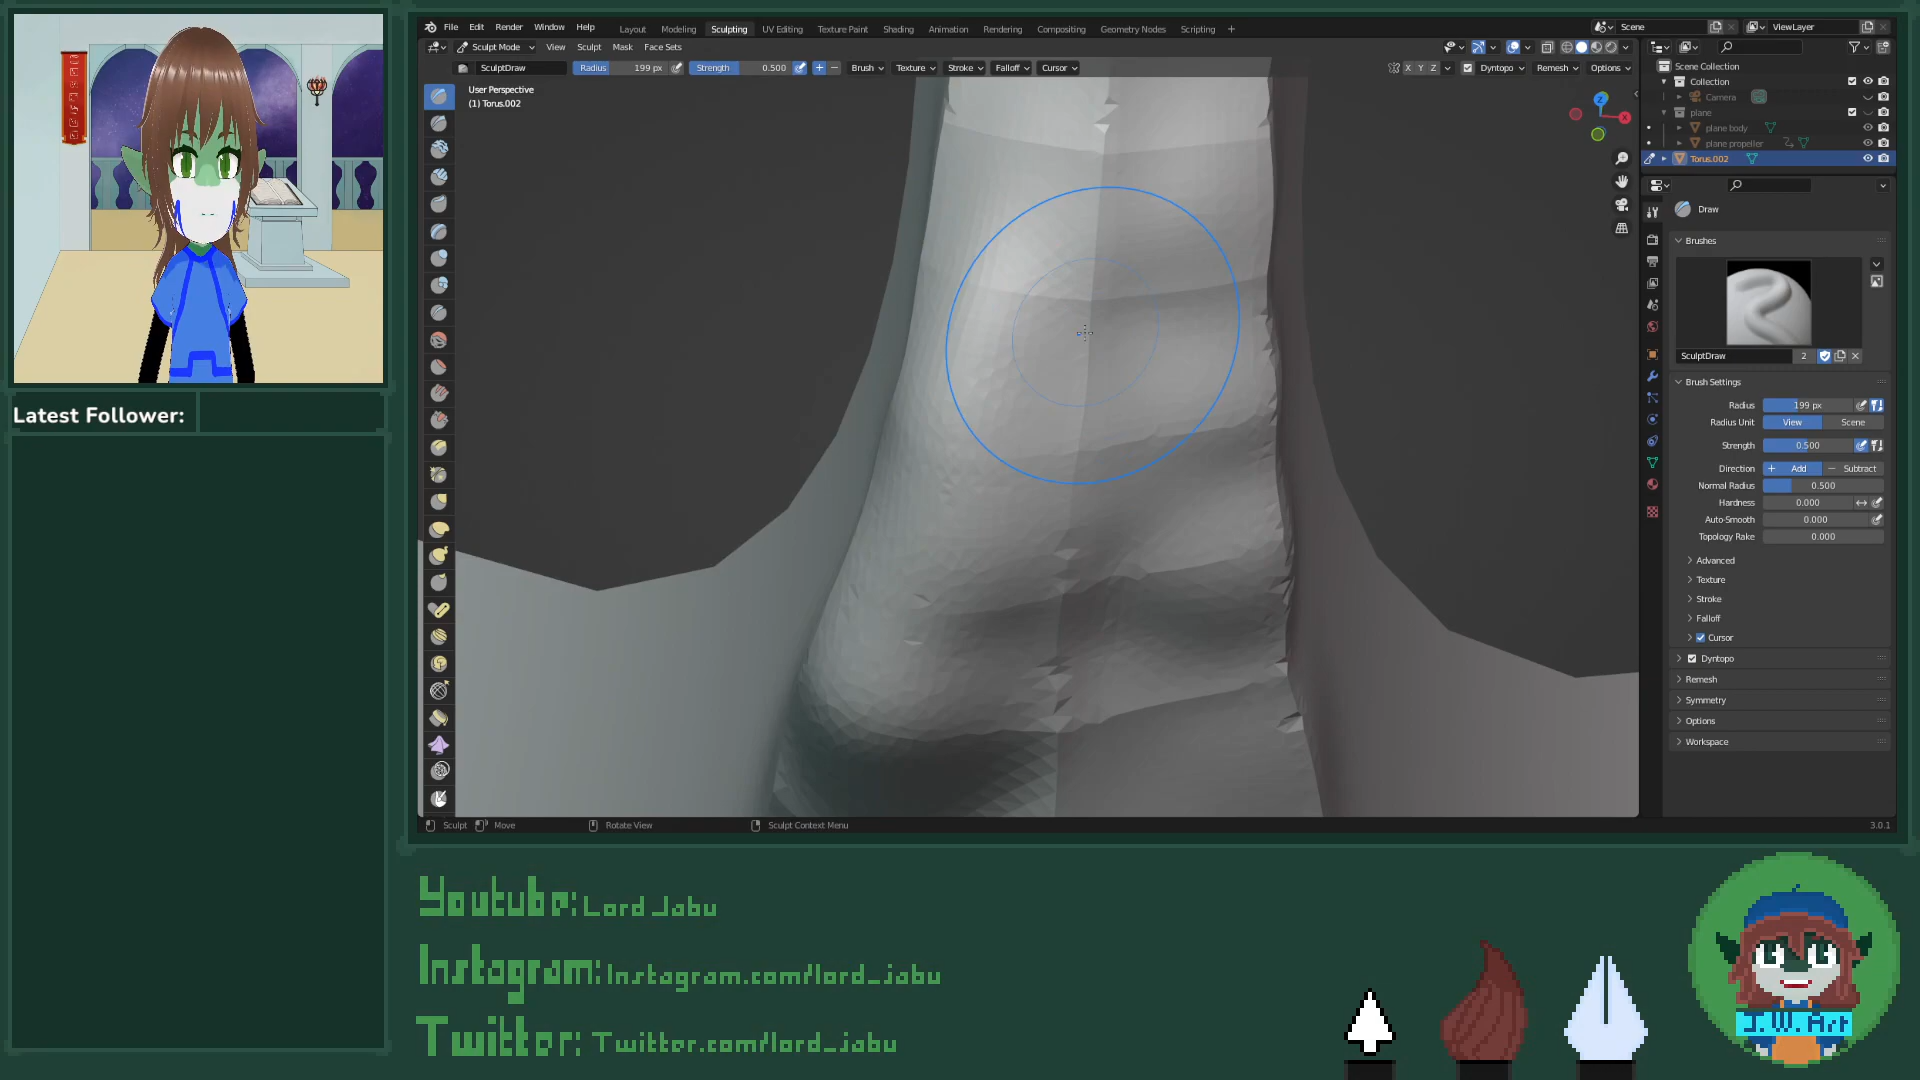 File Edit Render Window Help Layout Modeling Sculpting UV Editing Texture Paint Shading Animation Rendering Compositing Geometry Nodes Scripting + Scene ViewLayer
Sculpt Mode View Sculpt Mask Face Sets
SculptDraw Radius 199 px Strength 0.500 + − Brush Texture Stroke Falloff Cursor X Y Z Dyntopo Remesh Options
User Perspective
(1) Torus.002
Z
X
Scene Collection
Collection
Camera
plane
plane body
plane propeller
Torus.002
Draw
Brushes
SculptDraw 2
Brush Settings
Radius 199 px
Radius Unit View Scene
Strength 0.500
Direction + Add − Subtract
Normal Radius 0.500
Hardness 0.000
Auto-Smooth 0.000
Topology Rake 0.000
Advanced
Texture
Stroke
Falloff
Cursor
Dyntopo
Remesh
Symmetry
Options
Workspace
Sculpt Move Rotate View Sculpt Context Menu 3.0.1
Latest Follower:
Youtube: Lord Jabu
Instagram: Instagram.com/lord_jabu
Twitter: Twitter.com/lord_jabu
J.W. Art